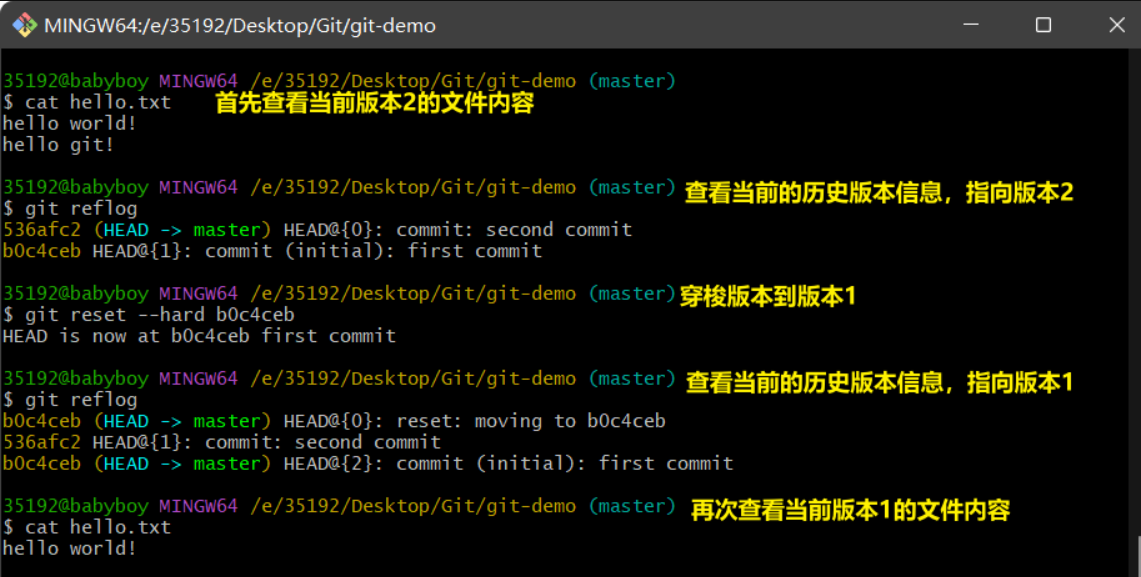 MINGW64:/e/35192/Desktop/Git/git-demo
35192@babyboy MINGW64 /e/35192/Desktop/Git/git-demo (master)
$ cat hello.txt 首先查看当前版本2的文件内容
hello world!
hello git!
35192@babyboy MINGW64 /e/35192/Desktop/Git/git-demo (master) 查看当前的历史版本信息，指向版本2
$ git reflog
536afc2 (HEAD -> master) HEAD@{0}: commit: second commit
b0c4ceb HEAD@{1}: commit (initial): first commit
35192@babyboy MINGW64 /e/35192/Desktop/Git/git-demo (master) 穿梭版本到版本1
$ git reset --hard b0c4ceb
HEAD is now at b0c4ceb first commit
35192@babyboy MINGW64 /e/35192/Desktop/Git/git-demo (master) 查看当前的历史版本信息，指向版本1
$ git reflog
b0c4ceb (HEAD -> master) HEAD@{0}: reset: moving to b0c4ceb
536afc2 HEAD@{1}: commit: second commit
b0c4ceb (HEAD -> master) HEAD@{2}: commit (initial): first commit
35192@babyboy MINGW64 /e/35192/Desktop/Git/git-demo (master) 再次查看当前版本1的文件内容
$ cat hello.txt
hello world!